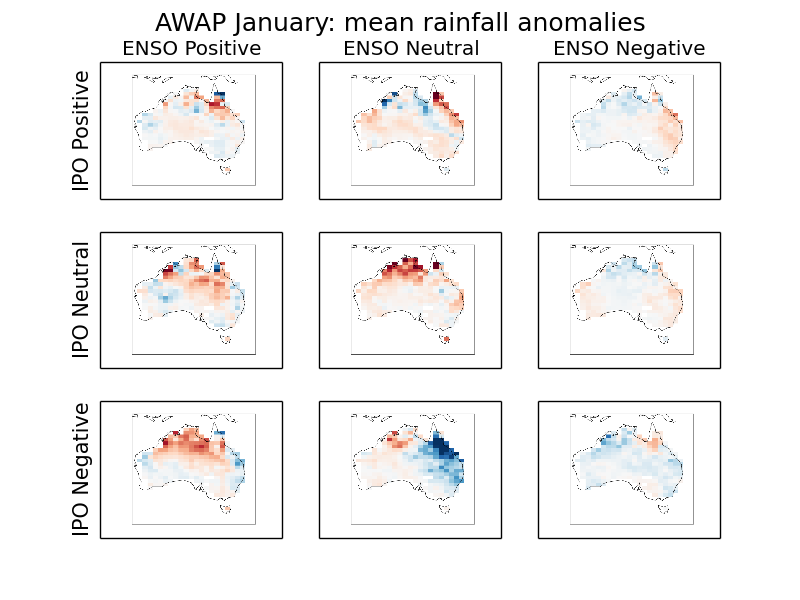 AWAP January: mean rainfall anomalies
ENSO Positive
ENSO Neutral
ENSO Negative
IPO Positive
IPO Neutral
IPO Negative